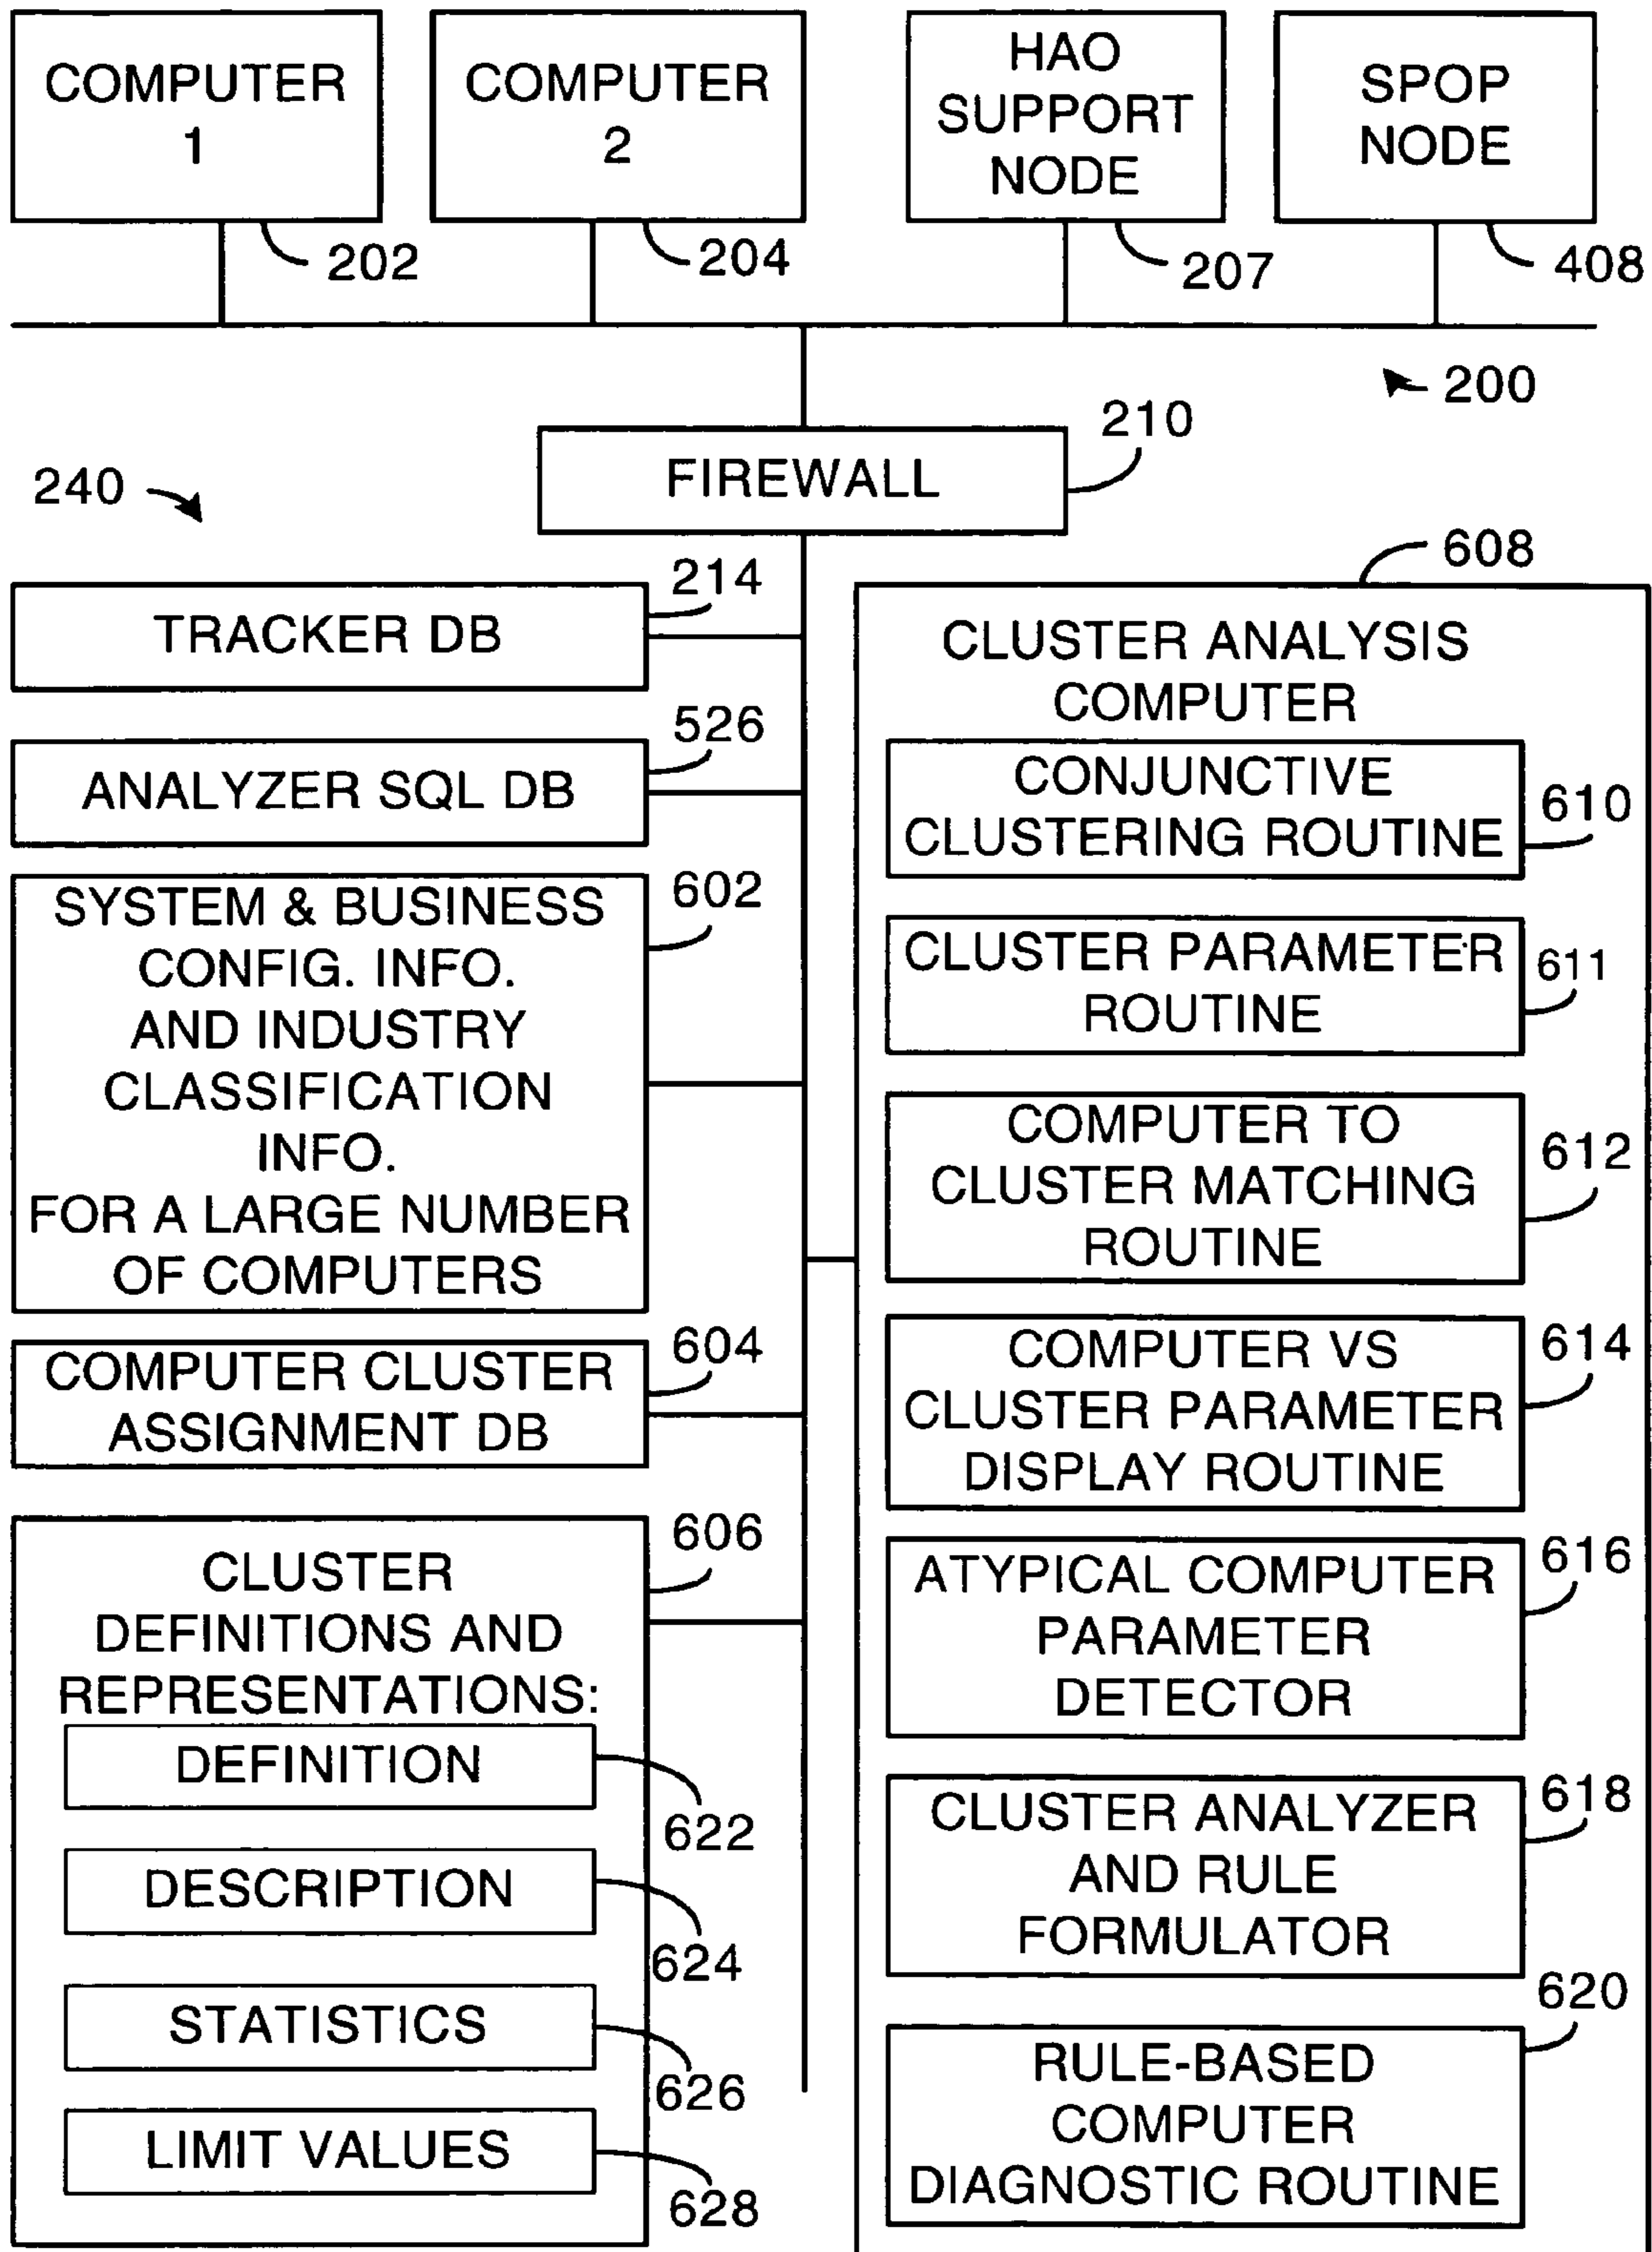 COMPUTER
1
202
COMPUTER
2
204
HAO
SUPPORT
NODE
207
SPOP
NODE
408
200
FIREWALL
210
240
TRACKER DB
214
ANALYZER SQL DB
526
SYSTEM & BUSINESS
CONFIG. INFO.
AND INDUSTRY
CLASSIFICATION
INFO.
FOR A LARGE NUMBER
OF COMPUTERS
602
COMPUTER CLUSTER
ASSIGNMENT DB
604
CLUSTER
DEFINITIONS AND
REPRESENTATIONS:
606
DEFINITION
622
DESCRIPTION
624
STATISTICS
626
LIMIT VALUES
628
608
CLUSTER ANALYSIS
COMPUTER
CONJUNCTIVE
CLUSTERING ROUTINE
610
CLUSTER PARAMETER
ROUTINE
611
COMPUTER TO
CLUSTER MATCHING
ROUTINE
612
COMPUTER VS
CLUSTER PARAMETER
DISPLAY ROUTINE
614
ATYPICAL COMPUTER
PARAMETER
DETECTOR
616
CLUSTER ANALYZER
AND RULE
FORMULATOR
618
RULE-BASED
COMPUTER
DIAGNOSTIC ROUTINE
620